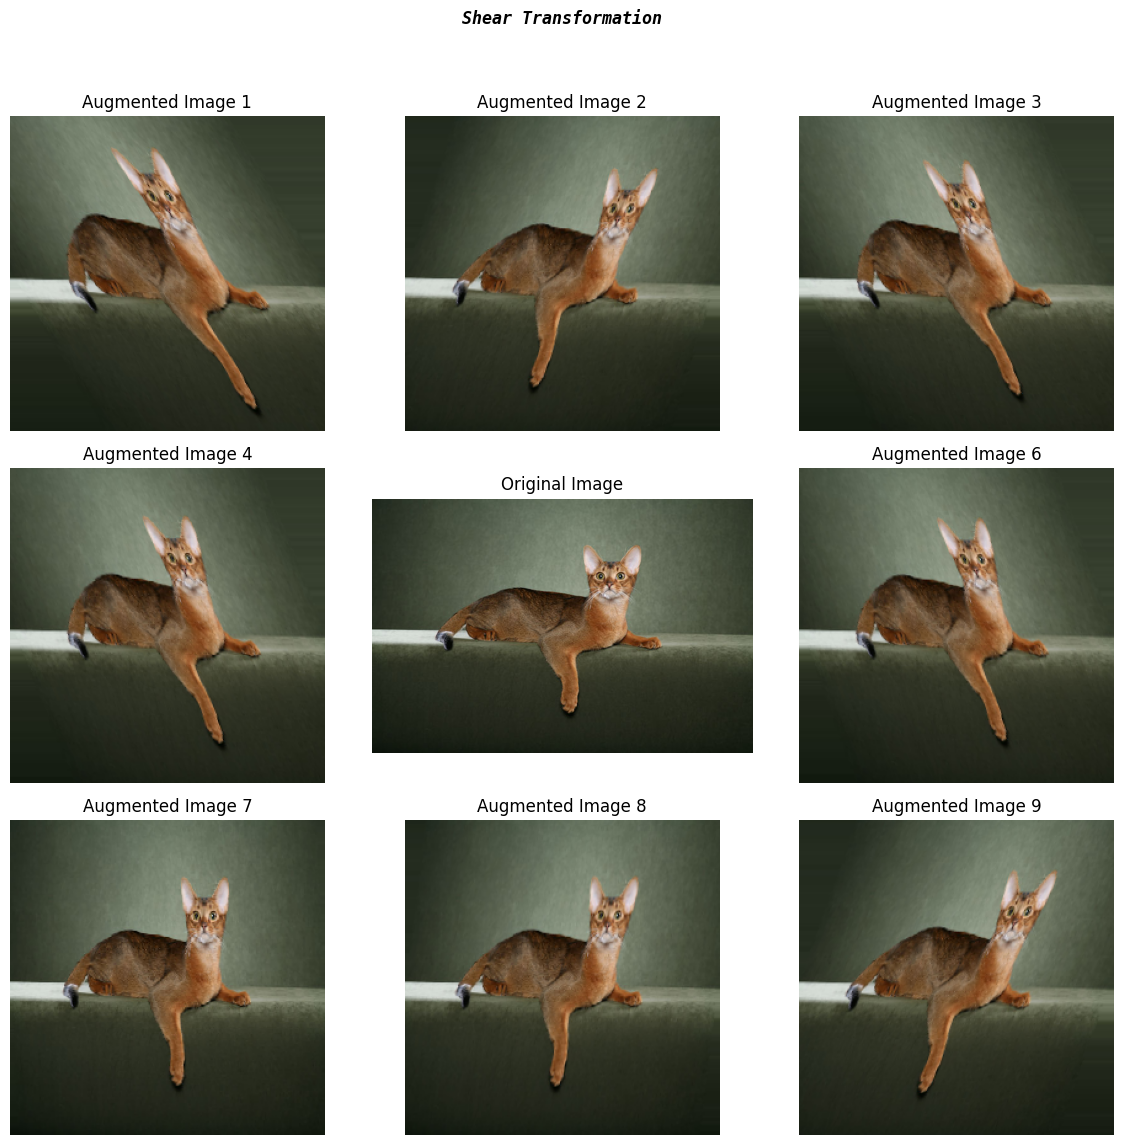 Shear Transformation
Augmented Image 1
Augmented Image 2
Augmented Image 3
Augmented Image 4
Original Image
Augmented Image 6
Augmented Image 7
Augmented Image 8
Augmented Image 9